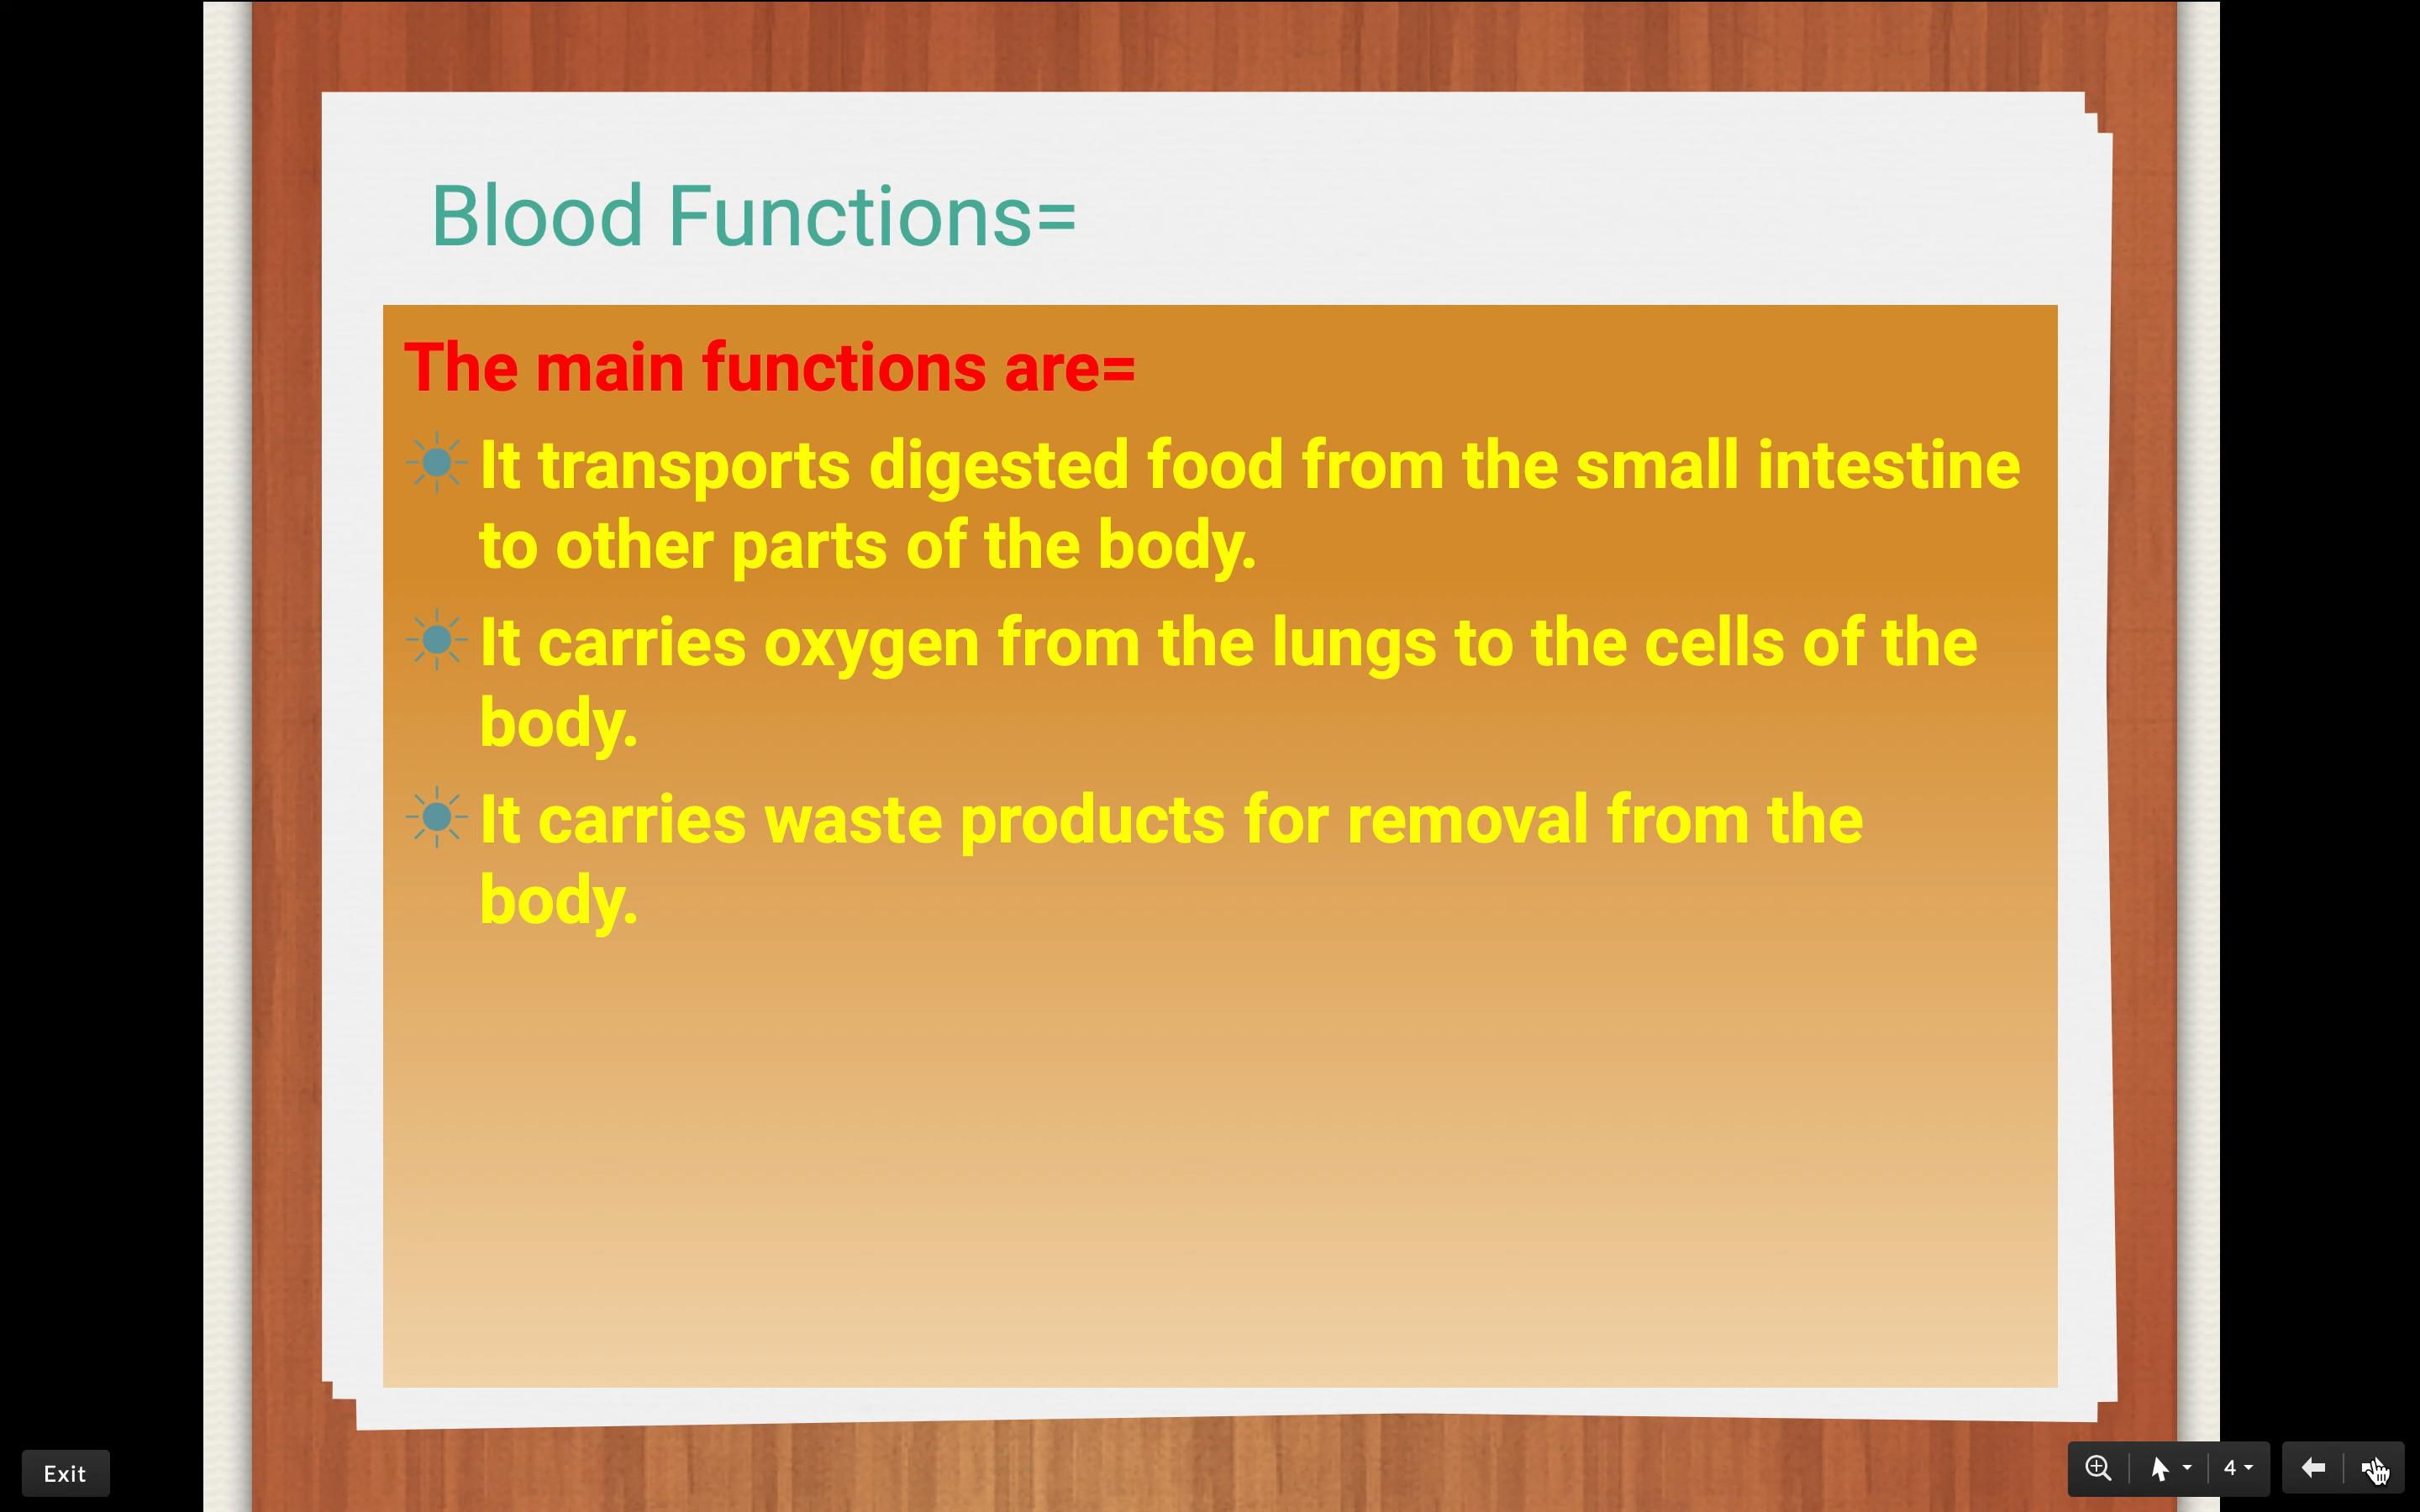 Blood Functions=
The main functions are=
It transports digested food from the small intestine
to other parts of the body.
It carries oxygen from the lungs to the cells of the
body.
It carries waste products for removal from the
body.
Exit
4